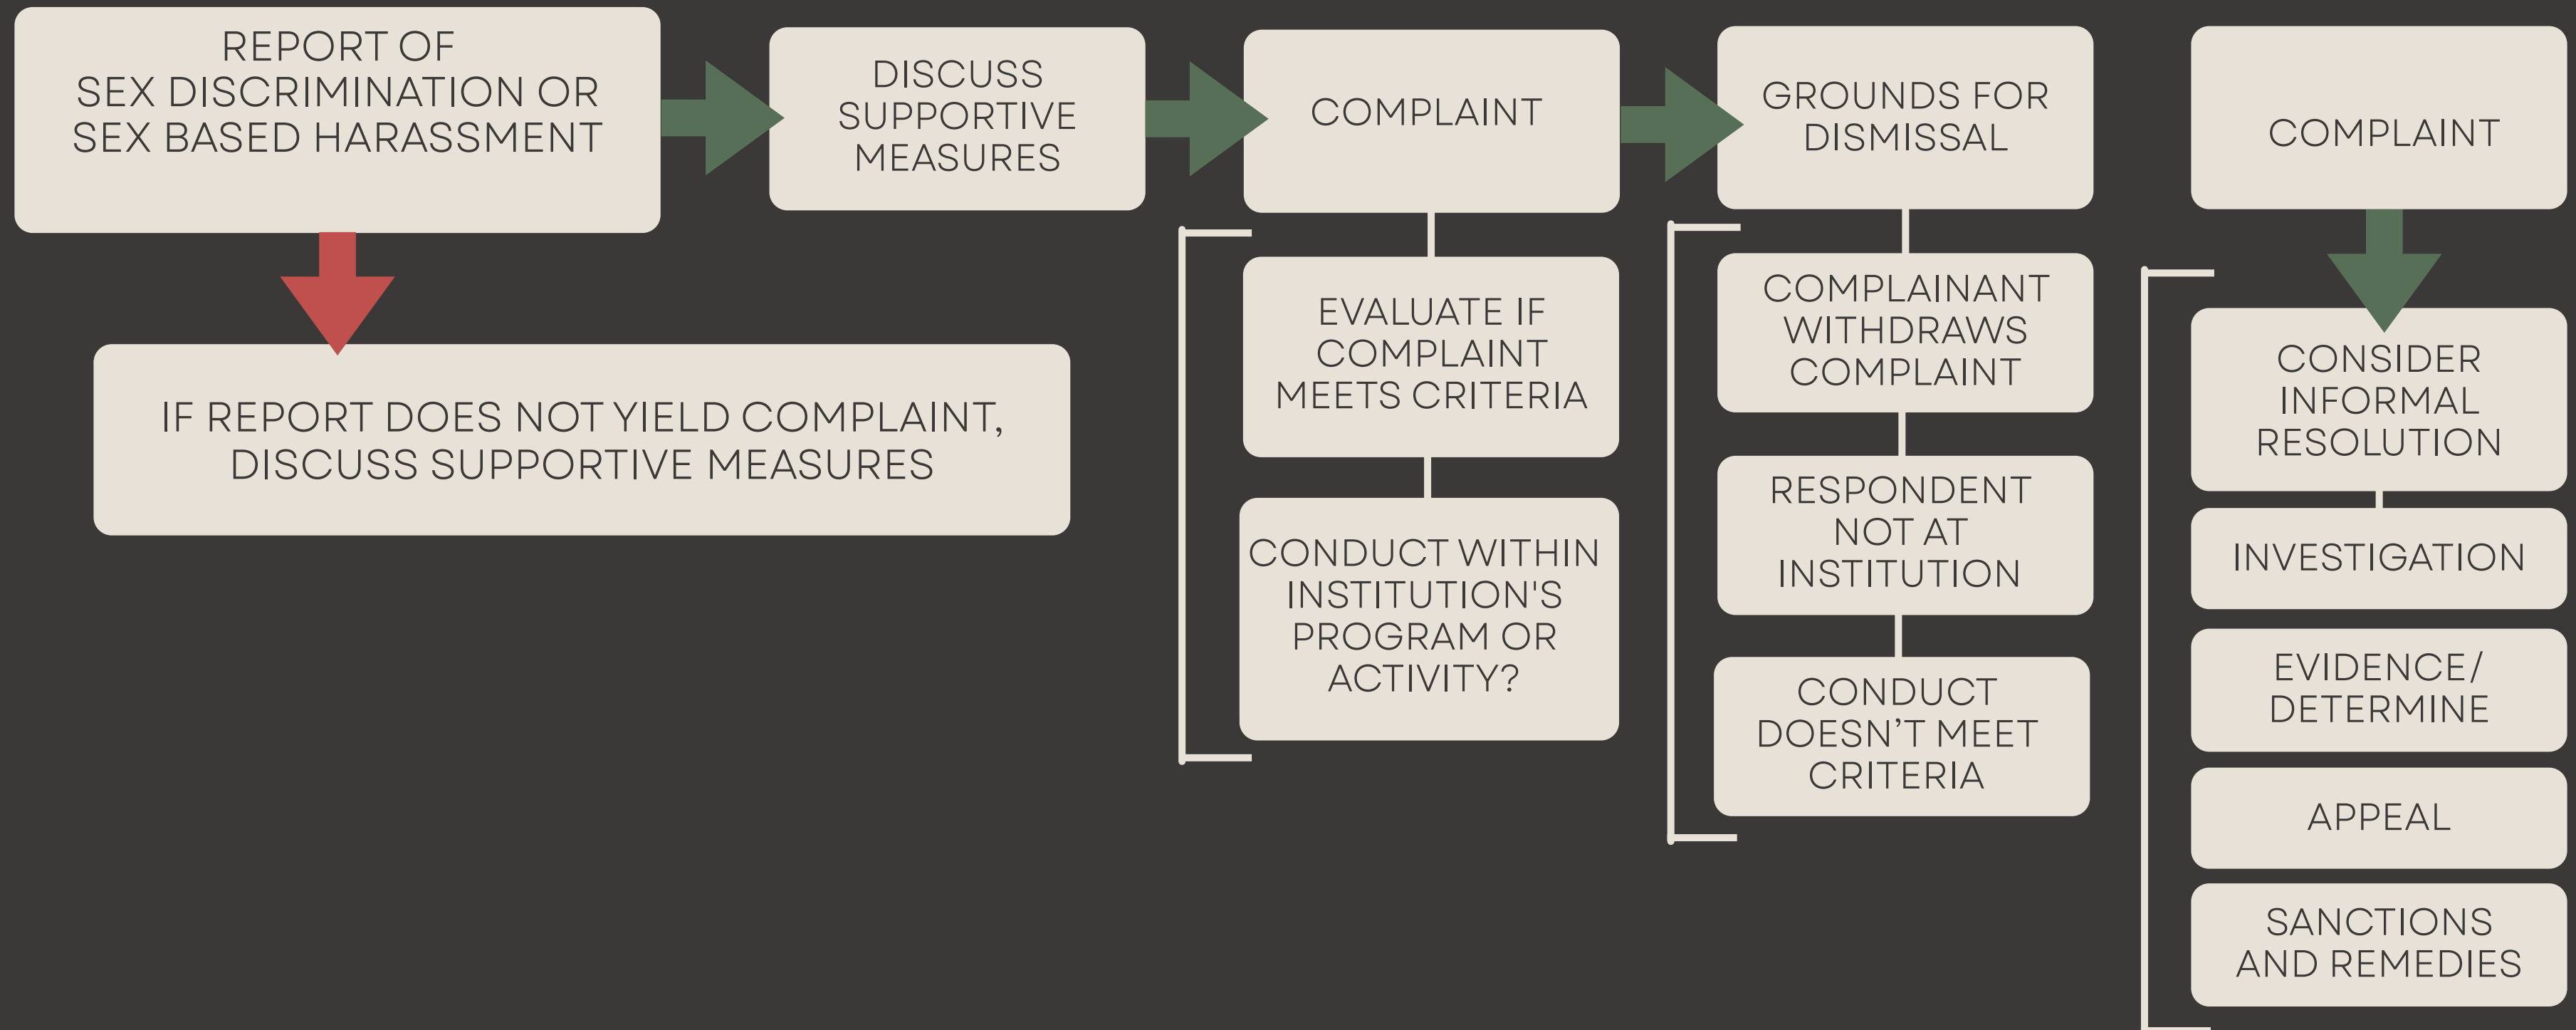 REPORT OF
SEX DISCRIMINATION OR
SEX BASED HARASSMENT
IF REPORT DOES NOT YIELD COMPLAINT,
DISCUSS SUPPORTIVE MEASURES
DISCUSS
SUPPORTIVE
MEASURES
COMPLAINT
EVALUATE IF
COMPLAINT
MEETS CRITERIA
CONDUCT WITHIN
INSTITUTION'S
PROGRAM OR
ACTIVITY?
GROUNDS FOR
DISMISSAL
COMPLAINANT
WITHDRAWS
COMPLAINT
RESPONDENT
NOT AT
INSTITUTION
CONDUCT
DOESN’T MEET
CRITERIA
COMPLAINT
CONSIDER
INFORMAL
RESOLUTION
INVESTIGATION
EVIDENCE/
DETERMINE
APPEAL
SANCTIONS
AND REMEDIES